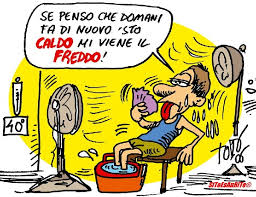 SE PENSO CHE DOMANI
FA DI NUOVO 'STO
CALDO MI VIENE IL
FREDDO!
40°